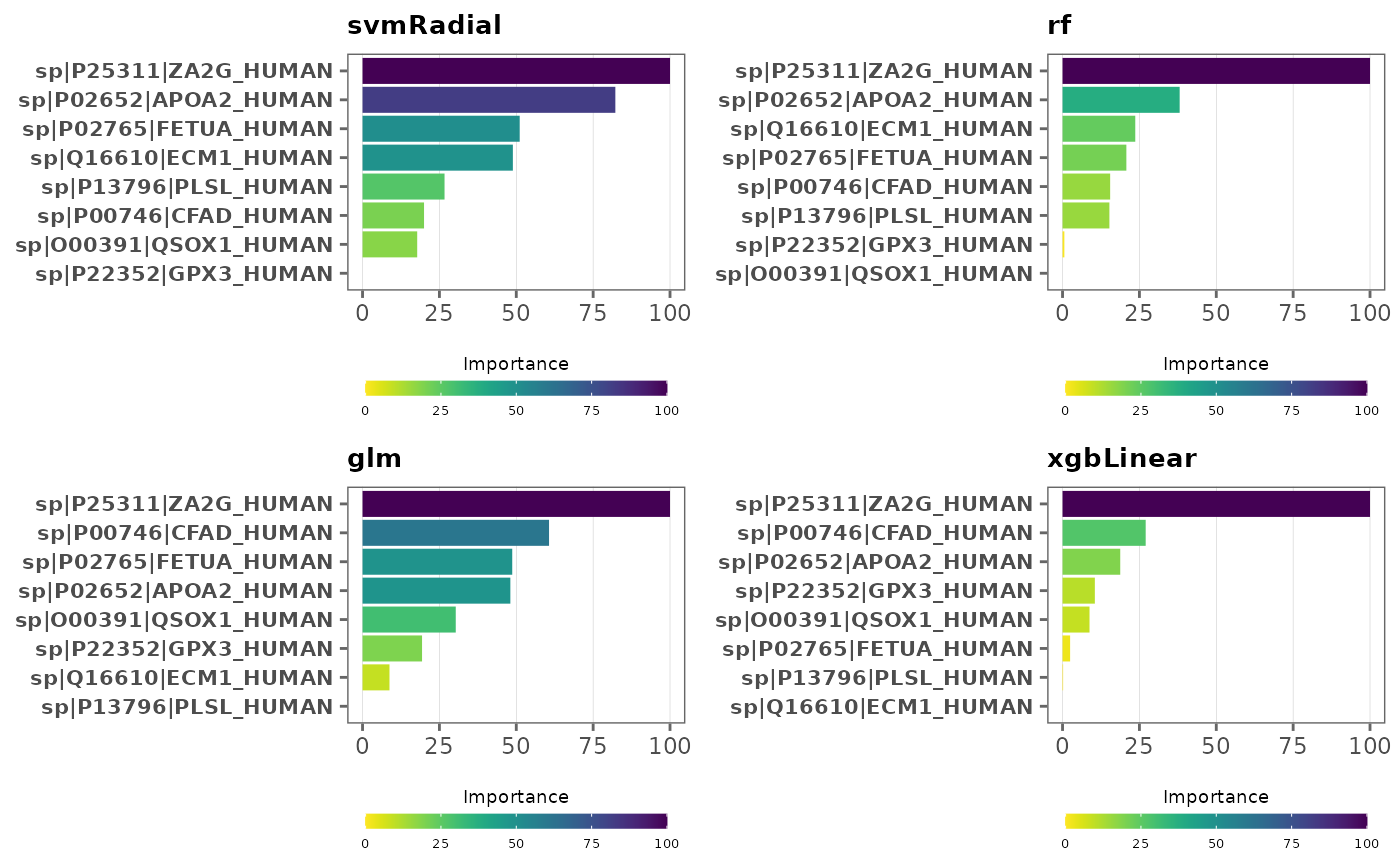 svmRadial
sp|P25311|ZA2G_HUMAN
sp|P02652|APOA2_HUMAN
sp|P02765|FETUA_HUMAN
sp|Q16610|ECM1_HUMAN
sp|P13796|PLSL_HUMAN
sp|P00746|CFAD_HUMAN
sp|O00391|QSOX1_HUMAN
sp|P22352|GPX3_HUMAN
0 25 50 75 100
Importance
0 25 50 75 100
rf
sp|P25311|ZA2G_HUMAN
sp|P02652|APOA2_HUMAN
sp|Q16610|ECM1_HUMAN
sp|P02765|FETUA_HUMAN
sp|P00746|CFAD_HUMAN
sp|P13796|PLSL_HUMAN
sp|P22352|GPX3_HUMAN
sp|O00391|QSOX1_HUMAN
0 25 50 75 100
Importance
0 25 50 75 100
glm
sp|P25311|ZA2G_HUMAN
sp|P00746|CFAD_HUMAN
sp|P02765|FETUA_HUMAN
sp|P02652|APOA2_HUMAN
sp|O00391|QSOX1_HUMAN
sp|P22352|GPX3_HUMAN
sp|Q16610|ECM1_HUMAN
sp|P13796|PLSL_HUMAN
0 25 50 75 100
Importance
0 25 50 75 100
xgbLinear
sp|P25311|ZA2G_HUMAN
sp|P00746|CFAD_HUMAN
sp|P02652|APOA2_HUMAN
sp|P22352|GPX3_HUMAN
sp|O00391|QSOX1_HUMAN
sp|P02765|FETUA_HUMAN
sp|P13796|PLSL_HUMAN
sp|Q16610|ECM1_HUMAN
0 25 50 75 100
Importance
0 25 50 75 100